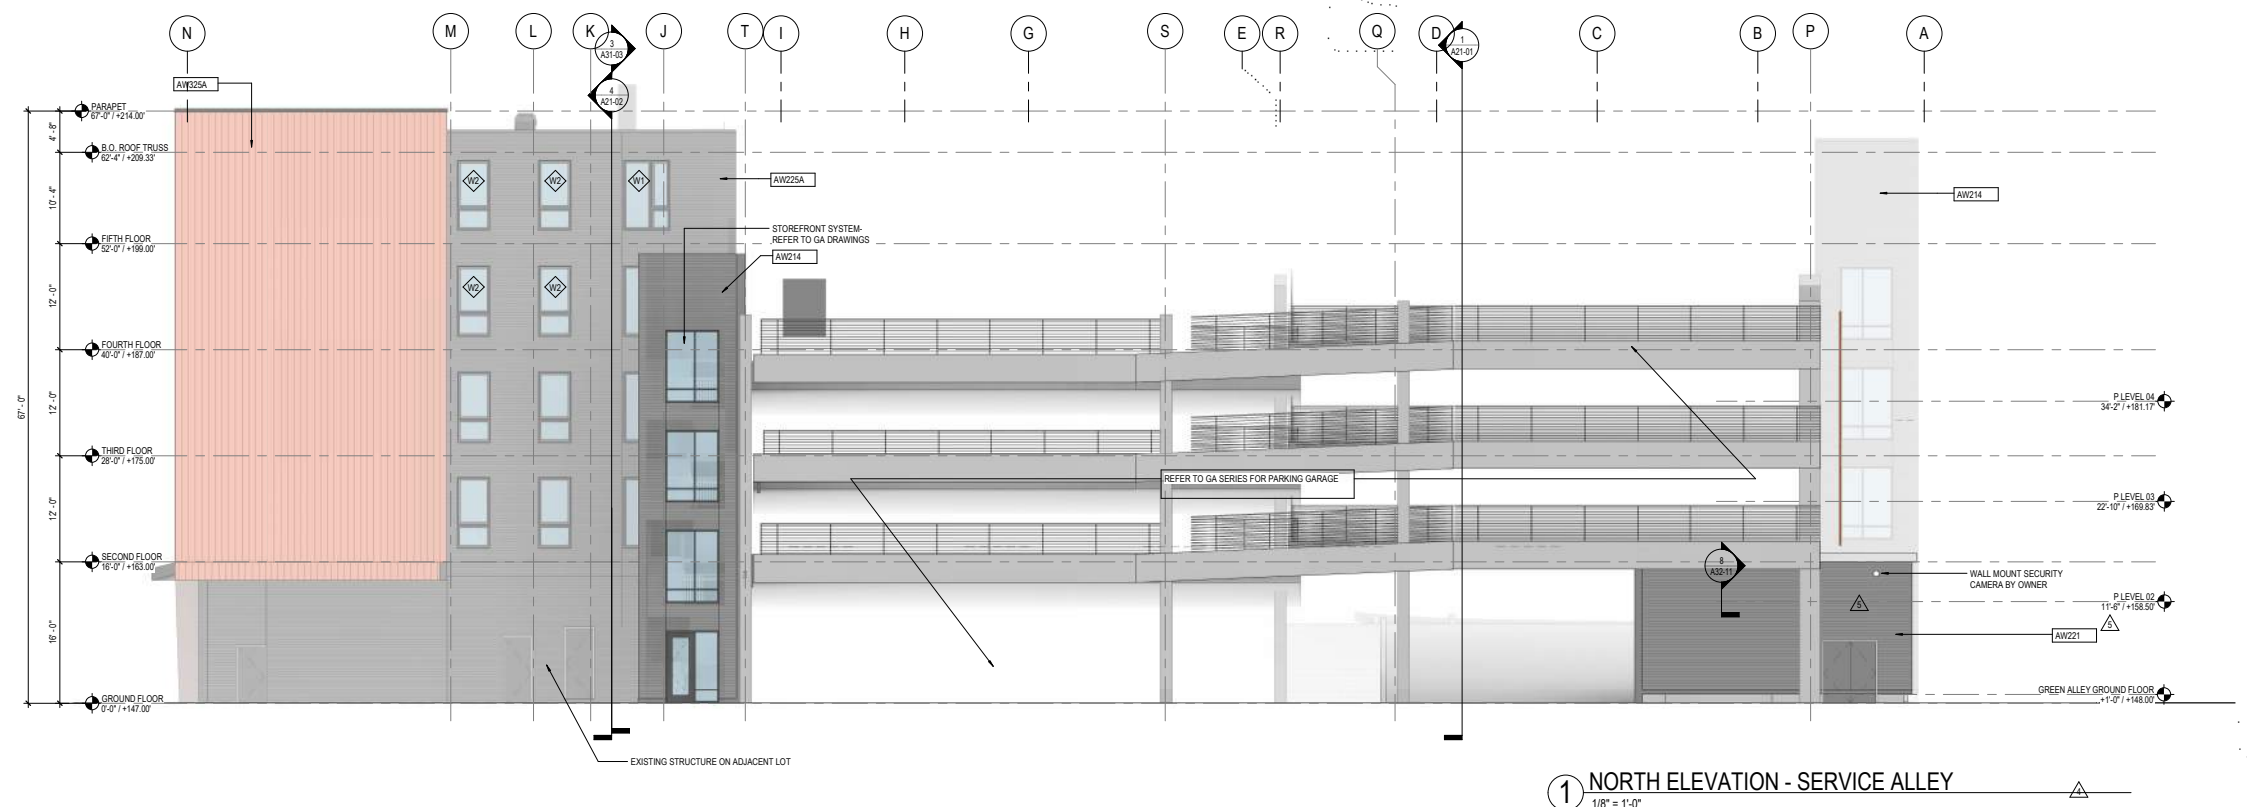 N
M
L
K
J
T
I
H
G
S
E
R
Q
D
C
B
P
A
3
A31-03
4
A21-02
1
A21-01
AW325A
PARAPET
67'-0" / +214.00'
4' - 8"
B.O. ROOF TRUSS
62'-4" / +209.33'
10' - 4"
W2
W2
W1
AW225A
AW214
STOREFRONT SYSTEM-
REFER TO GA DRAWINGS
AW214
FIFTH FLOOR
52'-0" / +199.00'
12' - 0"
W2
W2
FOURTH FLOOR
40'-0" / +187.00'
67' - 0"
12' - 0"
P LEVEL 04
34'-2" / +181.17'
THIRD FLOOR
28'-0" / +175.00'
REFER TO GA SERIES FOR PARKING GARAGE
12' - 0"
P LEVEL 03
22'-10" / +169.83'
SECOND FLOOR
16'-0" / +163.00'
8
A32-11
WALL MOUNT SECURITY
CAMERA BY OWNER
5
P LEVEL 02
11'-6" / +158.50'
5
16' - 0"
AW221
GROUND FLOOR
0'-0" / +147.00'
GREEN ALLEY GROUND FLOOR
+1'-0" / +148.00'
EXISTING STRUCTURE ON ADJACENT LOT
1
NORTH ELEVATION - SERVICE ALLEY
4
1/8" = 1'-0"